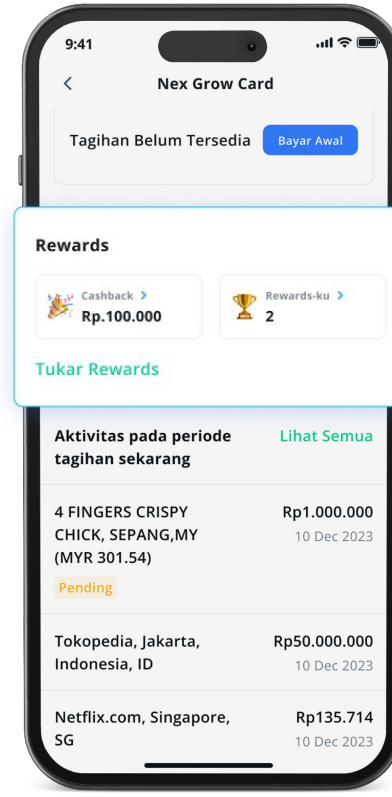 9:41
Nex Grow Card
Tagihan Belum Tersedia
Bayar Awal
Rewards
Cashback
Rp.100.000
Rewards-ku
2
Tukar Rewards
Aktivitas pada periode
tagihan sekarang
Lihat Semua
4 FINGERS CRISPY
CHICK, SEPANG,MY
(MYR 301.54)
Rp1.000.000
10 Dec 2023
Pending
Tokopedia, Jakarta,
Indonesia, ID
Rp50.000.000
10 Dec 2023
Netflix.com, Singapore,
SG
Rp135.714
10 Dec 2023